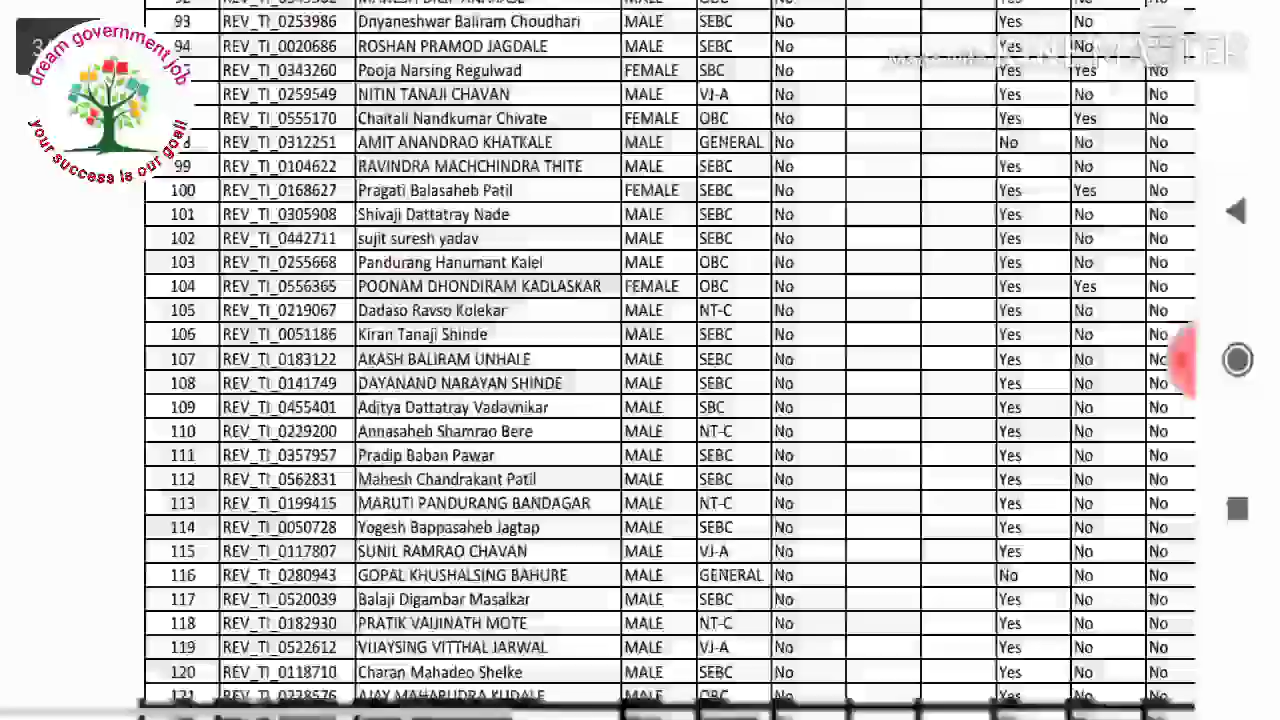 dream government job
your success is our goal!
93 REV_TI_0253986 Dnyaneshwar Baliram Choudhari MALE SEBC No Yes No
94 REV_TI_0020686 ROSHAN PRAMOD JAGDALE MALE SEBC No Yes No
REV_TI_0343260 Pooja Narsing Regulwad FEMALE SBC No Yes Yes No
REV_TI_0259549 NITIN TANAJI CHAVAN MALE VJ-A No Yes No No
REV_TI_0555170 Chaitali Nandkumar Chivate FEMALE OBC No Yes Yes No
REV_TI_0312251 AMIT ANANDRAO KHATKALE MALE GENERAL No No No No
99 REV_TI_0104622 RAVINDRA MACHCHINDRA THITE MALE SEBC No Yes No No
100 REV_TI_0168627 Pragati Balasaheb Patil FEMALE SEBC No Yes Yes No
101 REV_TI_0305908 Shivaji Dattatray Nade MALE SEBC No Yes No No
102 REV_TI_0442711 sujit suresh yadav MALE SEBC No Yes No No
103 REV_TI_0255668 Pandurang Hanumant Kalel MALE OBC No Yes No No
104 REV_TI_0556365 POONAM DHONDIRAM KADLASKAR FEMALE OBC No Yes Yes No
105 REV_TI_0219067 Dadaso Ravso Kolekar MALE NT-C No Yes No No
106 REV_TI_0051186 Kiran Tanaji Shinde MALE SEBC No Yes No No
107 REV_TI_0183122 AKASH BALIRAM UNHALE MALE SEBC No Yes No No
108 REV_TI_0141749 DAYANAND NARAYAN SHINDE MALE SEBC No Yes No No
109 REV_TI_0455401 Aditya Dattatray Vadavnikar MALE SBC No Yes No No
110 REV_TI_0229200 Annasaheb Shamrao Bere MALE NT-C No Yes No No
111 REV_TI_0357957 Pradip Baban Pawar MALE SEBC No Yes No No
112 REV_TI_0562831 Mahesh Chandrakant Patil MALE SEBC No Yes No No
113 REV_TI_0199415 MARUTI PANDURANG BANDAGAR MALE NT-C No Yes No No
114 REV_TI_0050728 Yogesh Bappasaheb Jagtap MALE SEBC No Yes No No
115 REV_TI_0117807 SUNIL RAMRAO CHAVAN MALE VJ-A No Yes No No
116 REV_TI_0280943 GOPAL KHUSHALSING BAHURE MALE GENERAL No No No No
117 REV_TI_0520039 Balaji Digambar Masalkar MALE SEBC No Yes No No
118 REV_TI_0182930 PRATIK VAIJINATH MOTE MALE NT-C No Yes No No
119 REV_TI_0522612 VIJAYSING VITTHAL JARWAL MALE VJ-A No Yes No No
120 REV_TI_0118710 Charan Mahadeo Shelke MALE SEBC No Yes No No
121 REV_TI_0228576 AJAY MAHARUDRA KUDALE MALE OBC No Yes No No